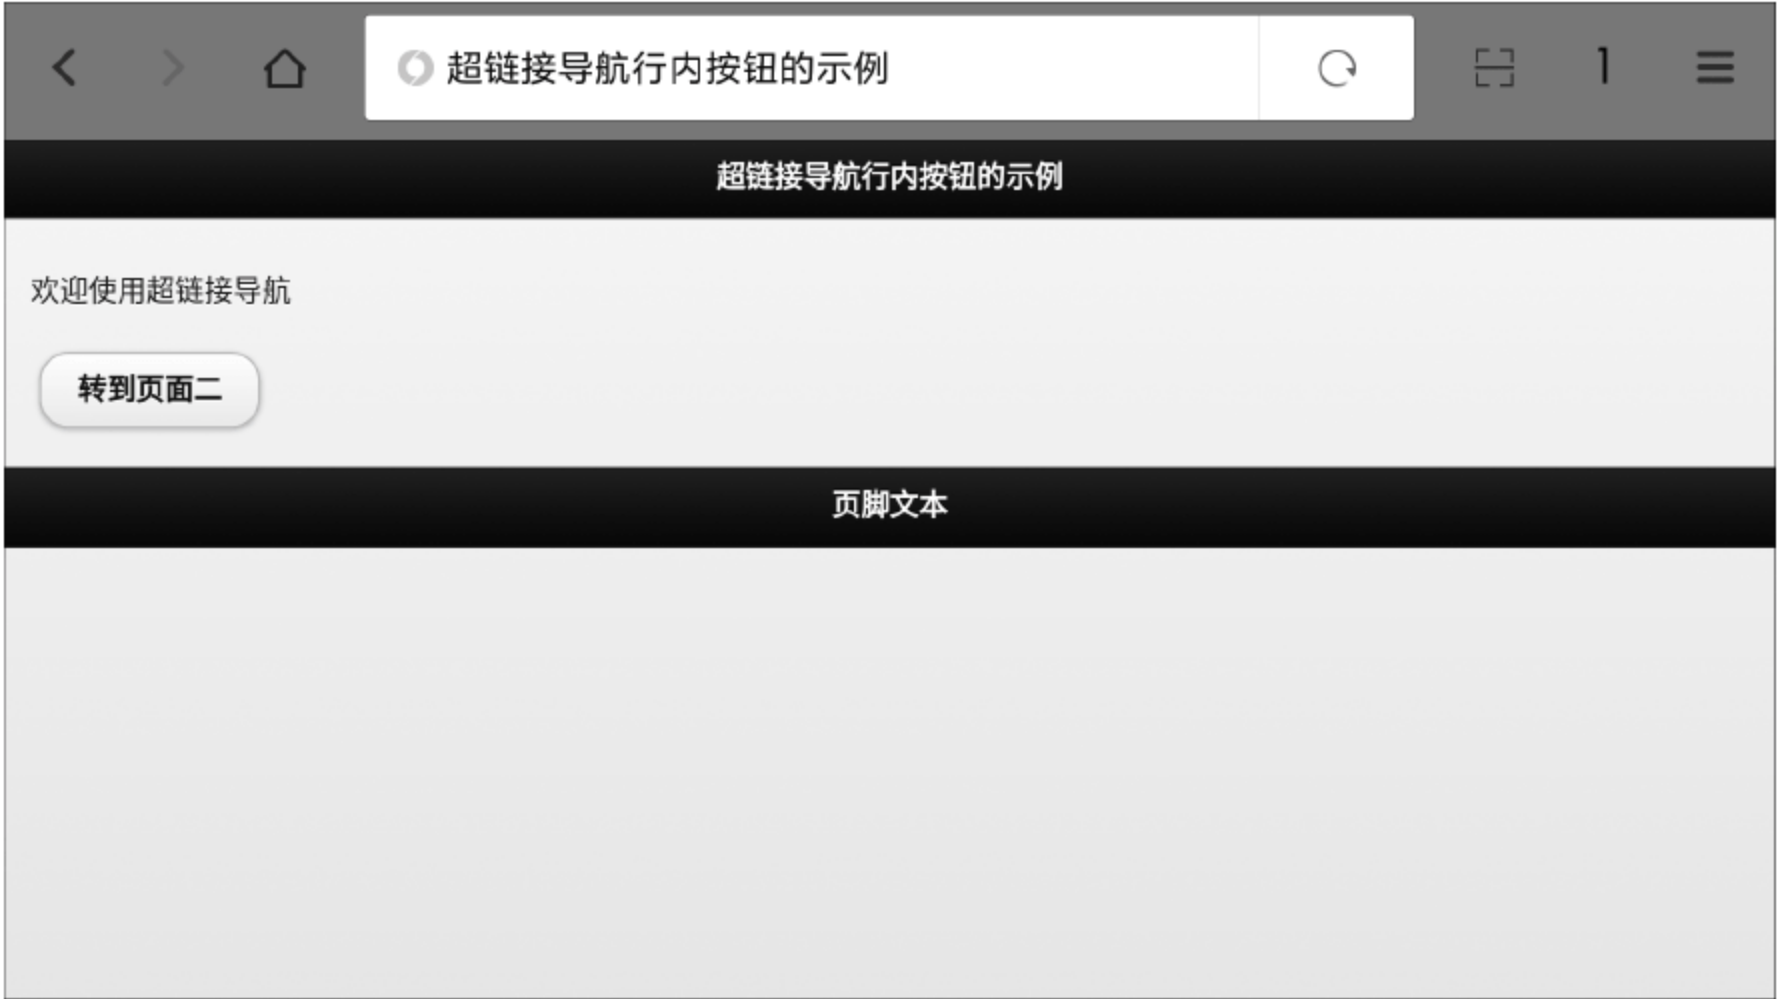 超链接导航行内按钮的示例
1
超链接导航行内按钮的示例
欢迎使用超链接导航
转到页面二
页脚文本